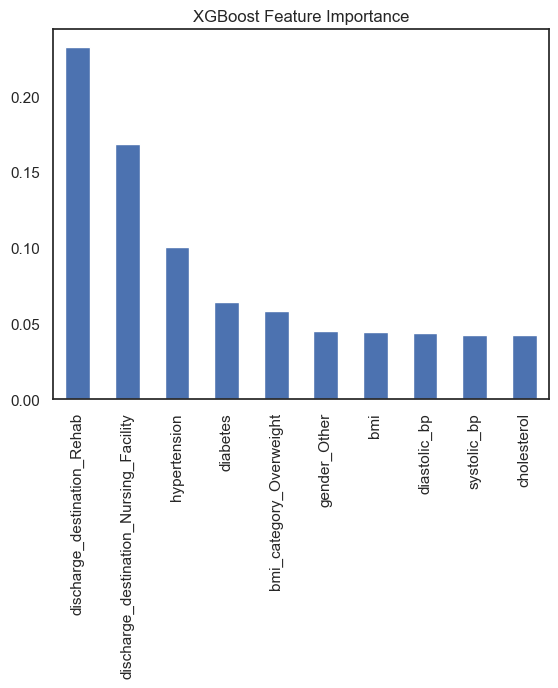 XGBoost Feature Importance
0.20
0.15
0.10
0.05
0.00
discharge_destination_Rehab
discharge_destination_Nursing_Facility
hypertension
diabetes
bmi_category_Overweight
gender_Other
bmi
diastolic_bp
systolic_bp
cholesterol